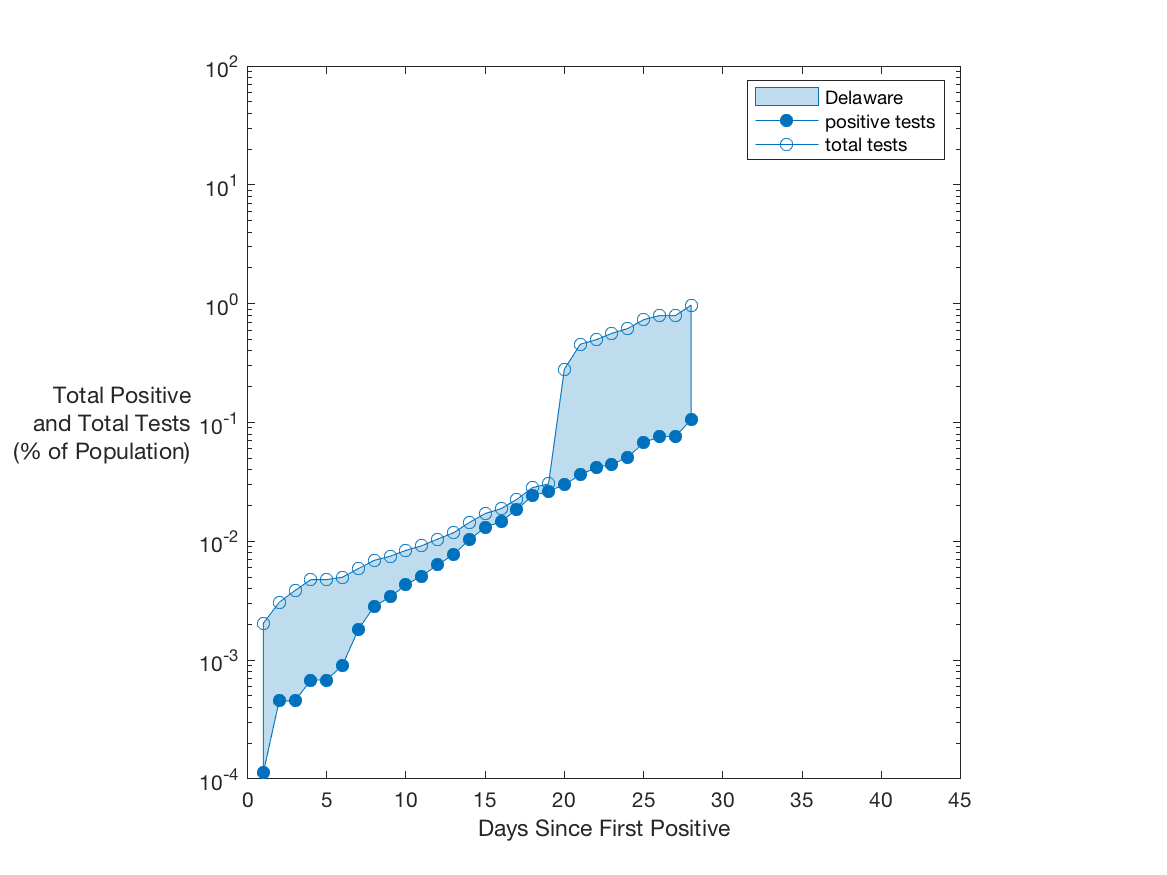 10^2
10^1
10^0
10^-1
10^-2
10^-3
10^-4
Total Positive
and Total Tests
(% of Population)
Delaware
positive tests
total tests
0 5 10 15 20 25 30 35 40 45
Days Since First Positive